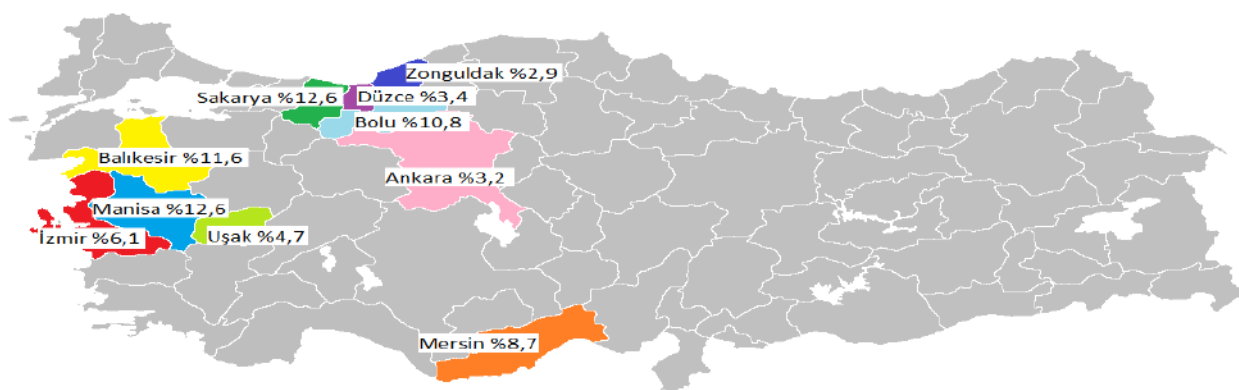 Zonguldak %2,9
Sakarya %12,6
Düzce %3,4
Bolu %10,8
Balıkesir %11,6
Ankara %3,2
Manisa %12,6
İzmir %6,1
Uşak %4,7
Mersin %8,7